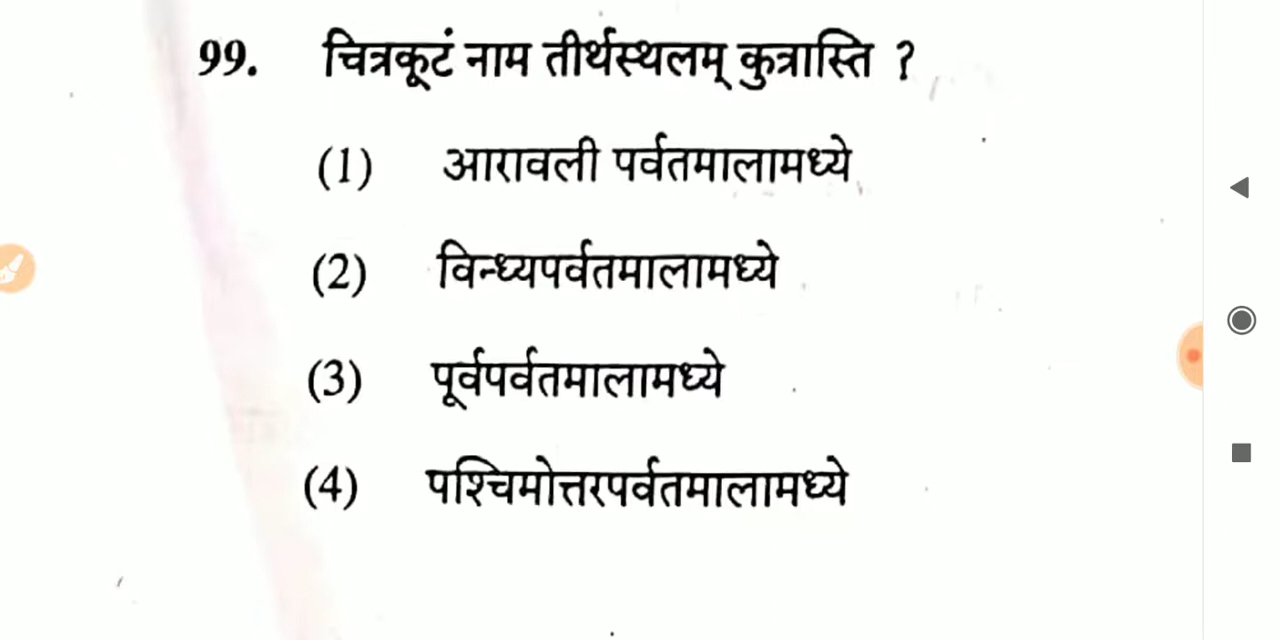 99. चित्रकूटं नाम तीर्थस्थलम् कुत्रास्ति ?
(1) आरावली पर्वतमालामध्ये
(2) विन्ध्यपर्वतमालामध्ये
(3) पूर्वपर्वतमालामध्ये
(4) पश्चिमोत्तरपर्वतमालामध्ये